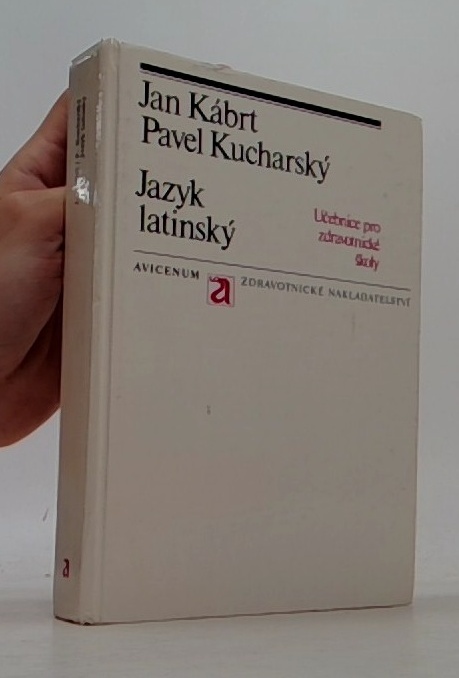 Jan Kábrt
Pavel Kucharský
Jazyk
latinský
Učebnice pro
zdravotnické
školy
AVICENUM a ZDRAVOTNICKÉ NAKLADATELSTVÍ
a